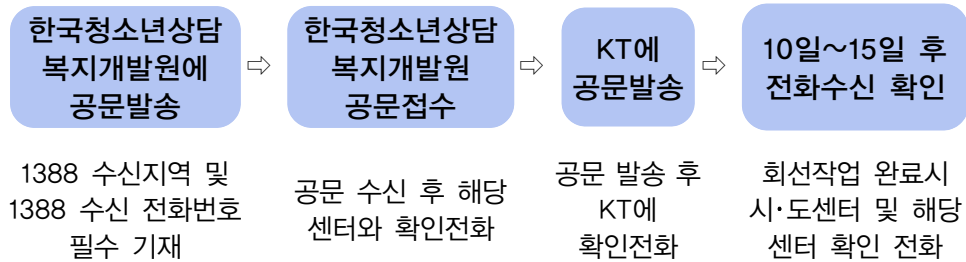 한국청소년상담
복지개발원에
공문발송
⇨
한국청소년상담
복지개발원
공문접수
⇨
KT에
공문발송
⇨
10일～15일 후
전화수신 확인
1388 수신지역 및
1388 수신 전화번호
필수 기재
공문 수신 후 해당
센터와 확인전화
공문 발송 후
KT에
확인전화
회선작업 완료시
시·도센터 및 해당
센터 확인 전화